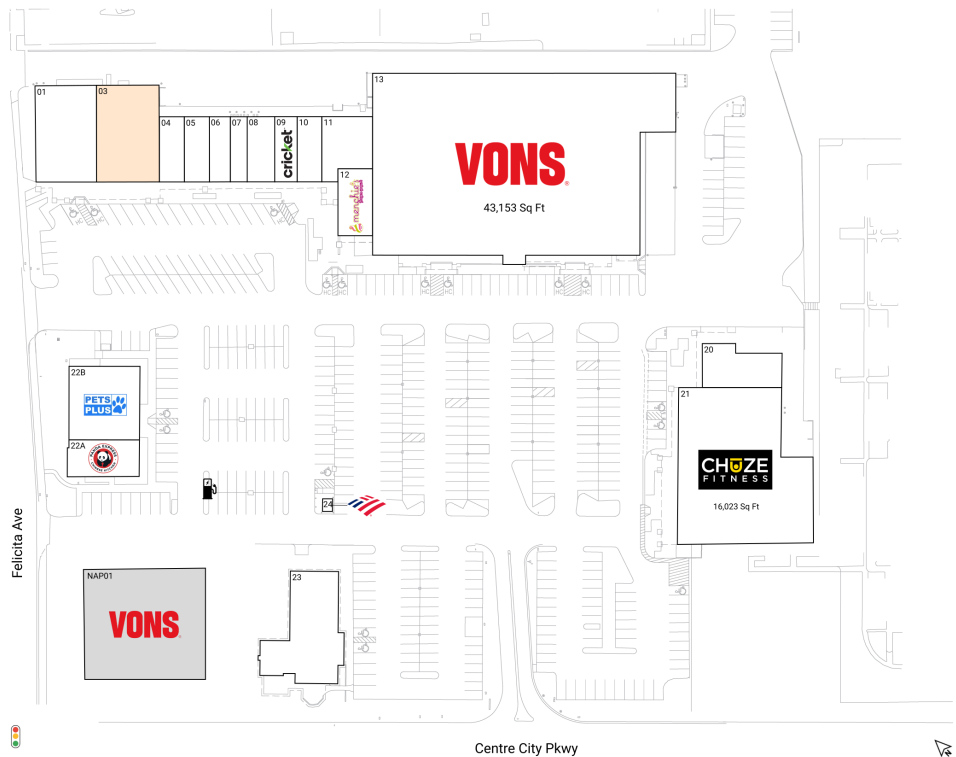 01
03
04
05
06
07
08
09
cricket
10
11
12
menchie's
13
VONS
43,153 Sq Ft
22B
PETS
PLUS
22A
PANDA EXPRESS
20
21
CHUZE
FITNESS
16,023 Sq Ft
24
Felicita Ave
NAP01
VONS
23
Centre City Pkwy